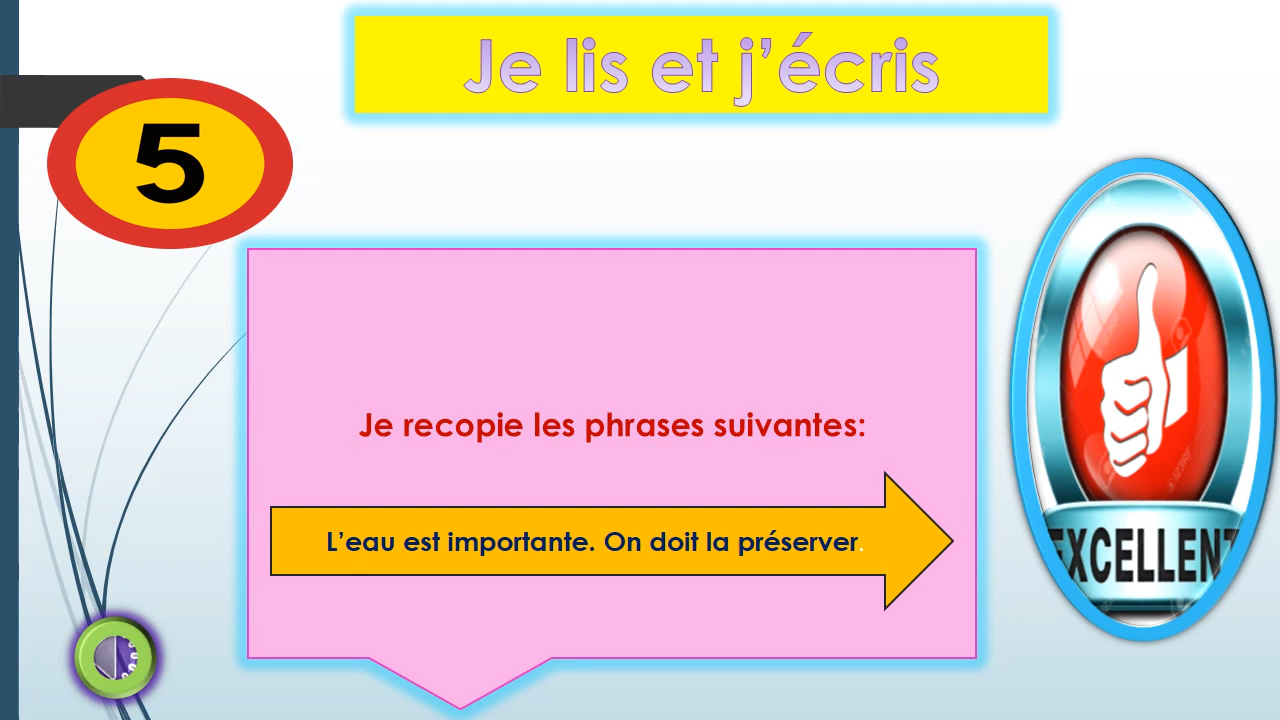 Je lis et j’écris
5
Je recopie les phrases suivantes:
L’eau est importante. On doit la préserver.
EXCELLENT